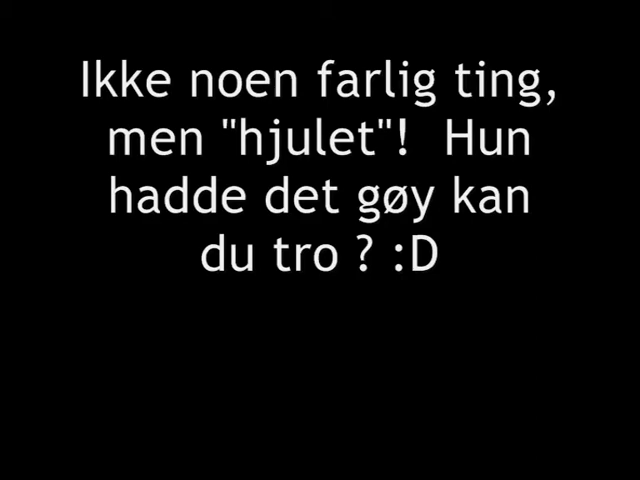 Ikke noen farlig ting,
men "hjulet"!  Hun
hadde det gøy kan
du tro ? :D